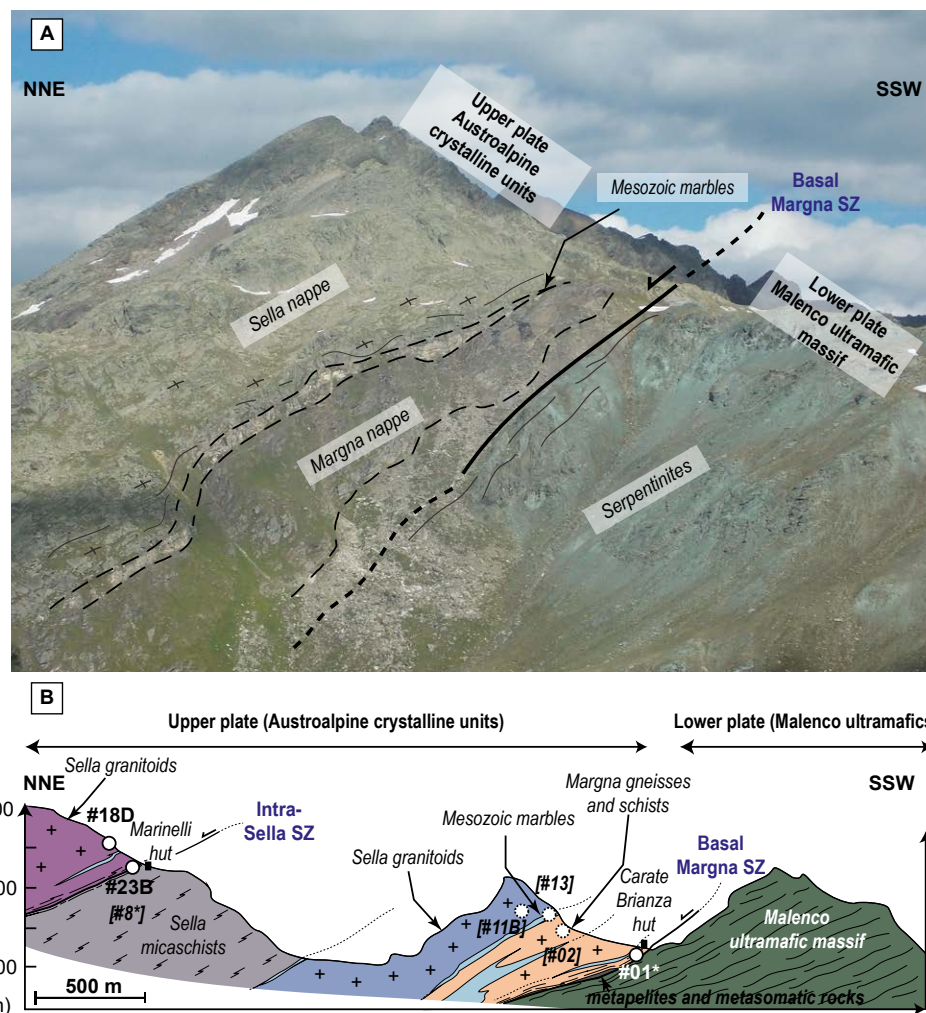 A
NNE
SSW
Upper plate
Austroalpine
crystalline units
Mesozoic marbles
Basal
Margna SZ
Lower plate
Malenco ultramafic
massif
Sella nappe
Margna nappe
Serpentinites
B
Upper plate (Austroalpine crystalline units)
Lower plate (Malenco ultramafics
Sella granitoids
NNE
SSW
Margna gneisses
and schists
#18D
Marinelli
hut
Intra-
Sella SZ
Mesozoic marbles
Sella granitoids
Basal
Margna SZ
[#13]
Carate
Brianza
hut
#23B
[#8*]
Sella
micaschists
[#11B]
[#02]
#01*
Malenco
ultramafic massif
metapelites and metasomatic rocks
500 m